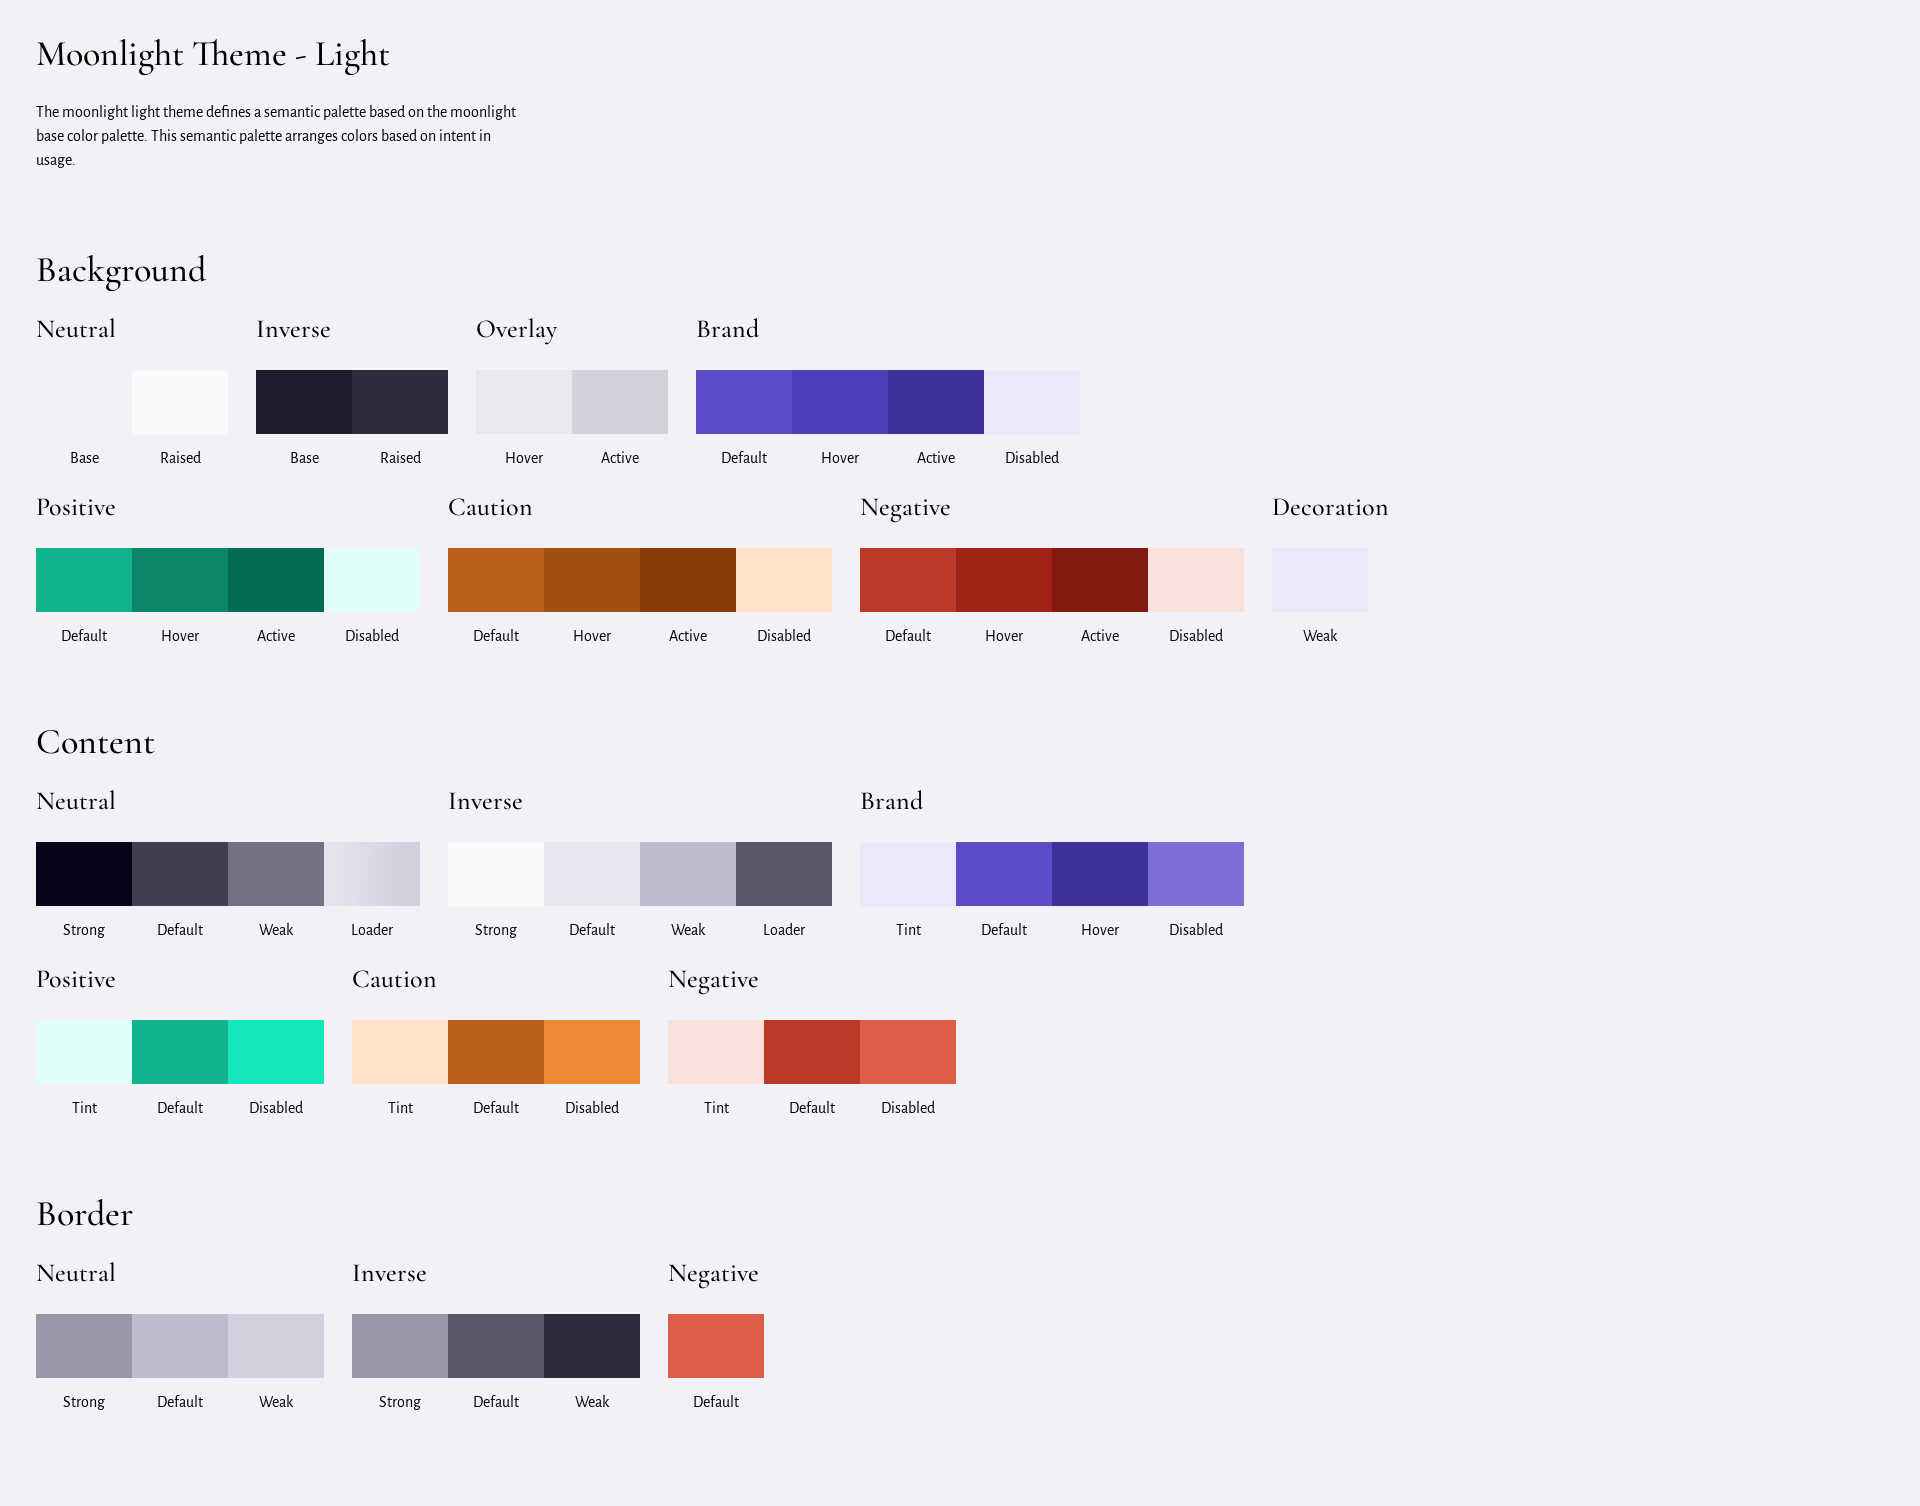 Moonlight Theme - Light
The moonlight light theme defines a semantic palette based on the moonlight
base color palette. This semantic palette arranges colors based on intent in
usage.
Background
Neutral Inverse Overlay Brand
Base Raised Base Raised Hover Active Default Hover Active Disabled
Positive Caution Negative Decoration
Default Hover Active Disabled Default Hover Active Disabled Default Hover Active Disabled Weak
Content
Neutral Inverse Brand
Strong Default Weak Loader Strong Default Weak Loader Tint Default Hover Disabled
Positive Caution Negative
Tint Default Disabled Tint Default Disabled Tint Default Disabled
Border
Neutral Inverse Negative
Strong Default Weak Strong Default Weak Default